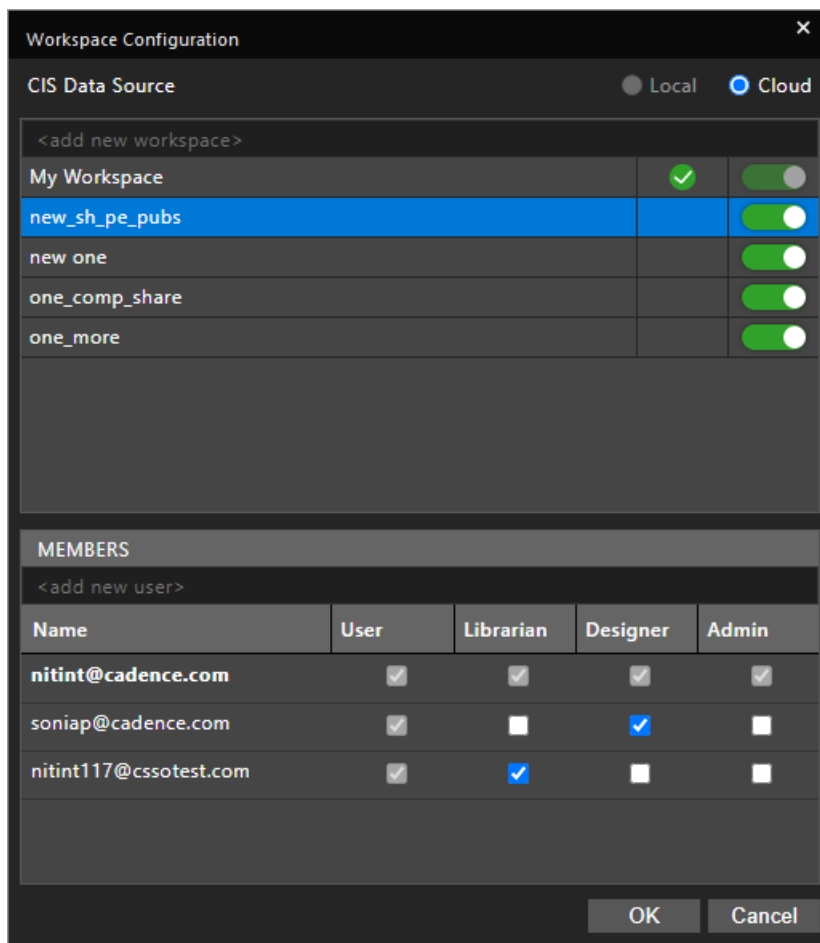 Workspace Configuration
CIS Data Source Local Cloud
<add new workspace>
My Workspace
new_sh_pe_pubs
new one
one_comp_share
one_more
MEMBERS
<add new user>
Name User Librarian Designer Admin
nitint@cadence.com
soniap@cadence.com
nitint117@cssotest.com
OK Cancel